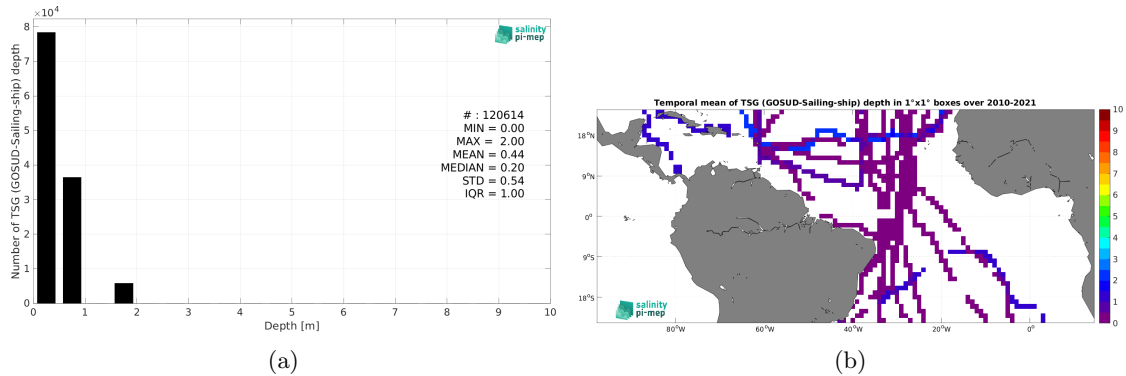 ×10⁴
8
7
6
5
4
3
2
1
0
Number of TSG (GOSUD-Sailing-ship) depth
salinity
pi-mep
# : 120614
MIN = 0.00
MAX = 2.00
MEAN = 0.44
MEDIAN = 0.20
STD = 0.54
IQR = 1.00
0 1 2 3 4 5 6 7 8 9 10
Depth [m]
(a)
Temporal mean of TSG (GOSUD-Sailing-ship) depth in 1°x1° boxes over 2010-2021
18°N
9°N
0°
9°S
18°S
salinity
pi-mep
80°W 60°W 40°W 20°W 0°
10
9
8
7
6
5
4
3
2
1
0
(b)